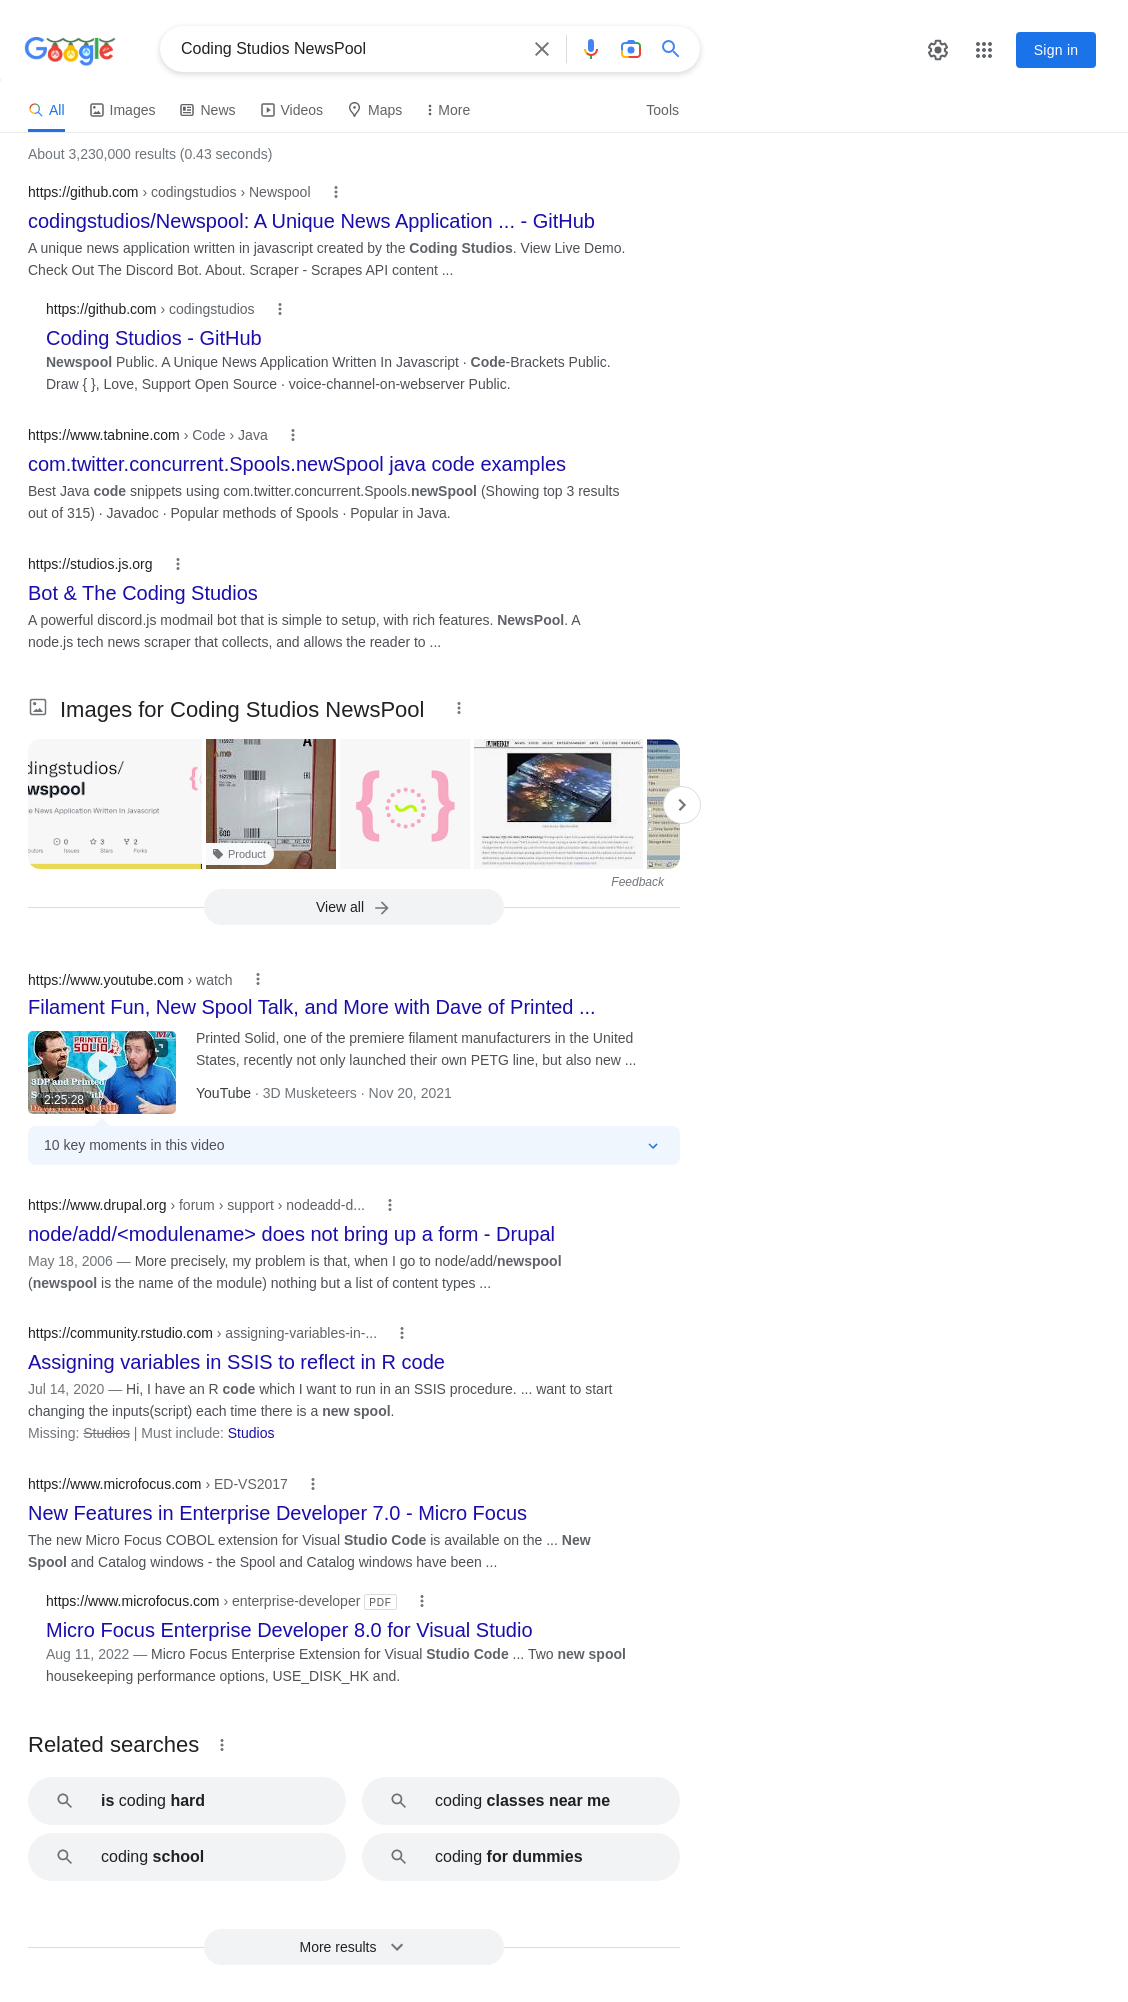 Google
Coding Studios NewsPool
Sign in
All
Images
News
Videos
Maps
More
Tools
About 3,230,000 results (0.43 seconds)
https://github.com › codingstudios › Newspool
codingstudios/Newspool: A Unique News Application ... - GitHub
A unique news application written in javascript created by the Coding Studios. View Live Demo.
Check Out The Discord Bot. About. Scraper - Scrapes API content ...
https://github.com › codingstudios
Coding Studios - GitHub
Newspool Public. A Unique News Application Written In Javascript · Code-Brackets Public.
Draw { }, Love, Support Open Source · voice-channel-on-webserver Public.
https://www.tabnine.com › Code › Java
com.twitter.concurrent.Spools.newSpool java code examples
Best Java code snippets using com.twitter.concurrent.Spools.newSpool (Showing top 3 results
out of 315) · Javadoc · Popular methods of Spools · Popular in Java.
https://studios.js.org
Bot & The Coding Studios
A powerful discord.js modmail bot that is simple to setup, with rich features. NewsPool. A
node.js tech news scraper that collects, and allows the reader to ...
Images for Coding Studios NewsPool
dingstudios/
wspool
e News Application Written In Javascript
0
3
2
Issues
Stars
Forks
Product
Feedback
View all
https://www.youtube.com › watch
Filament Fun, New Spool Talk, and More with Dave of Printed ...
PRINTED
SOLID
3DP and Printed
2:25:28
Printed Solid, one of the premiere filament manufacturers in the United
States, recently not only launched their own PETG line, but also new ...
YouTube · 3D Musketeers · Nov 20, 2021
10 key moments in this video
https://www.drupal.org › forum › support › nodeadd-d...
node/add/<modulename> does not bring up a form - Drupal
May 18, 2006 — More precisely, my problem is that, when I go to node/add/newspool
(newspool is the name of the module) nothing but a list of content types ...
https://community.rstudio.com › assigning-variables-in-...
Assigning variables in SSIS to reflect in R code
Jul 14, 2020 — Hi, I have an R code which I want to run in an SSIS procedure. ... want to start
changing the inputs(script) each time there is a new spool.
Missing: Studios | Must include: Studios
https://www.microfocus.com › ED-VS2017
New Features in Enterprise Developer 7.0 - Micro Focus
The new Micro Focus COBOL extension for Visual Studio Code is available on the ... New
Spool and Catalog windows - the Spool and Catalog windows have been ...
https://www.microfocus.com › enterprise-developer PDF
Micro Focus Enterprise Developer 8.0 for Visual Studio
Aug 11, 2022 — Micro Focus Enterprise Extension for Visual Studio Code ... Two new spool
housekeeping performance options, USE_DISK_HK and.
Related searches
is coding hard
coding classes near me
coding school
coding for dummies
More results